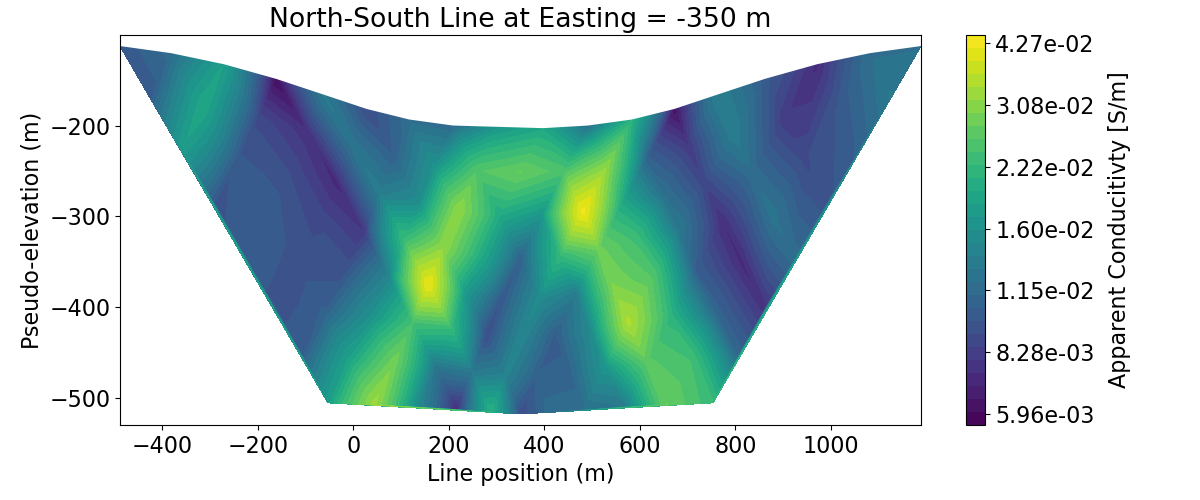 North-South Line at Easting = -350 m
Pseudo-elevation (m)
−200
−300
−400
−500
−400
−200
0
200
400
600
800
1000
Line position (m)
4.27e-02
3.08e-02
2.22e-02
1.60e-02
1.15e-02
8.28e-03
5.96e-03
Apparent Conducitivty [S/m]